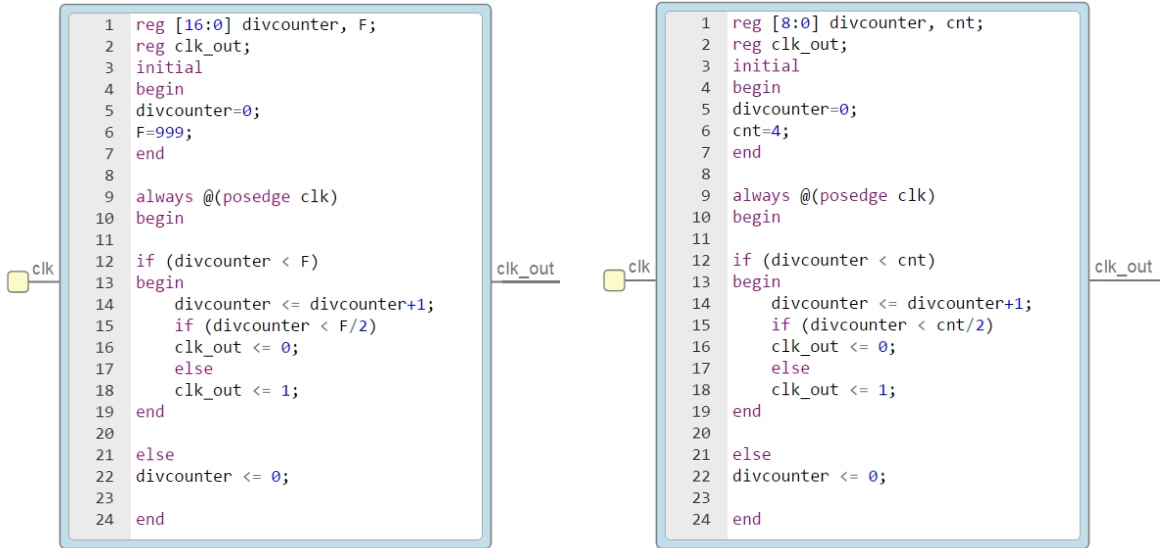 1 reg [16:0] divcounter, F;
2 reg clk_out;
3 initial
4 begin
5 divcounter=0;
6 F=999;
7 end
8
9 always @(posedge clk)
10 begin
11
12 if (divcounter < F)
13 begin
14 divcounter <= divcounter+1;
15 if (divcounter < F/2)
16 clk_out <= 0;
17 else
18 clk_out <= 1;
19 end
20
21 else
22 divcounter <= 0;
23
24 end
clk
clk_out
1 reg [8:0] divcounter, cnt;
2 reg clk_out;
3 initial
4 begin
5 divcounter=0;
6 cnt=4;
7 end
8
9 always @(posedge clk)
10 begin
11
12 if (divcounter < cnt)
13 begin
14 divcounter <= divcounter+1;
15 if (divcounter < cnt/2)
16 clk_out <= 0;
17 else
18 clk_out <= 1;
19 end
20
21 else
22 divcounter <= 0;
23
24 end
clk
clk_out